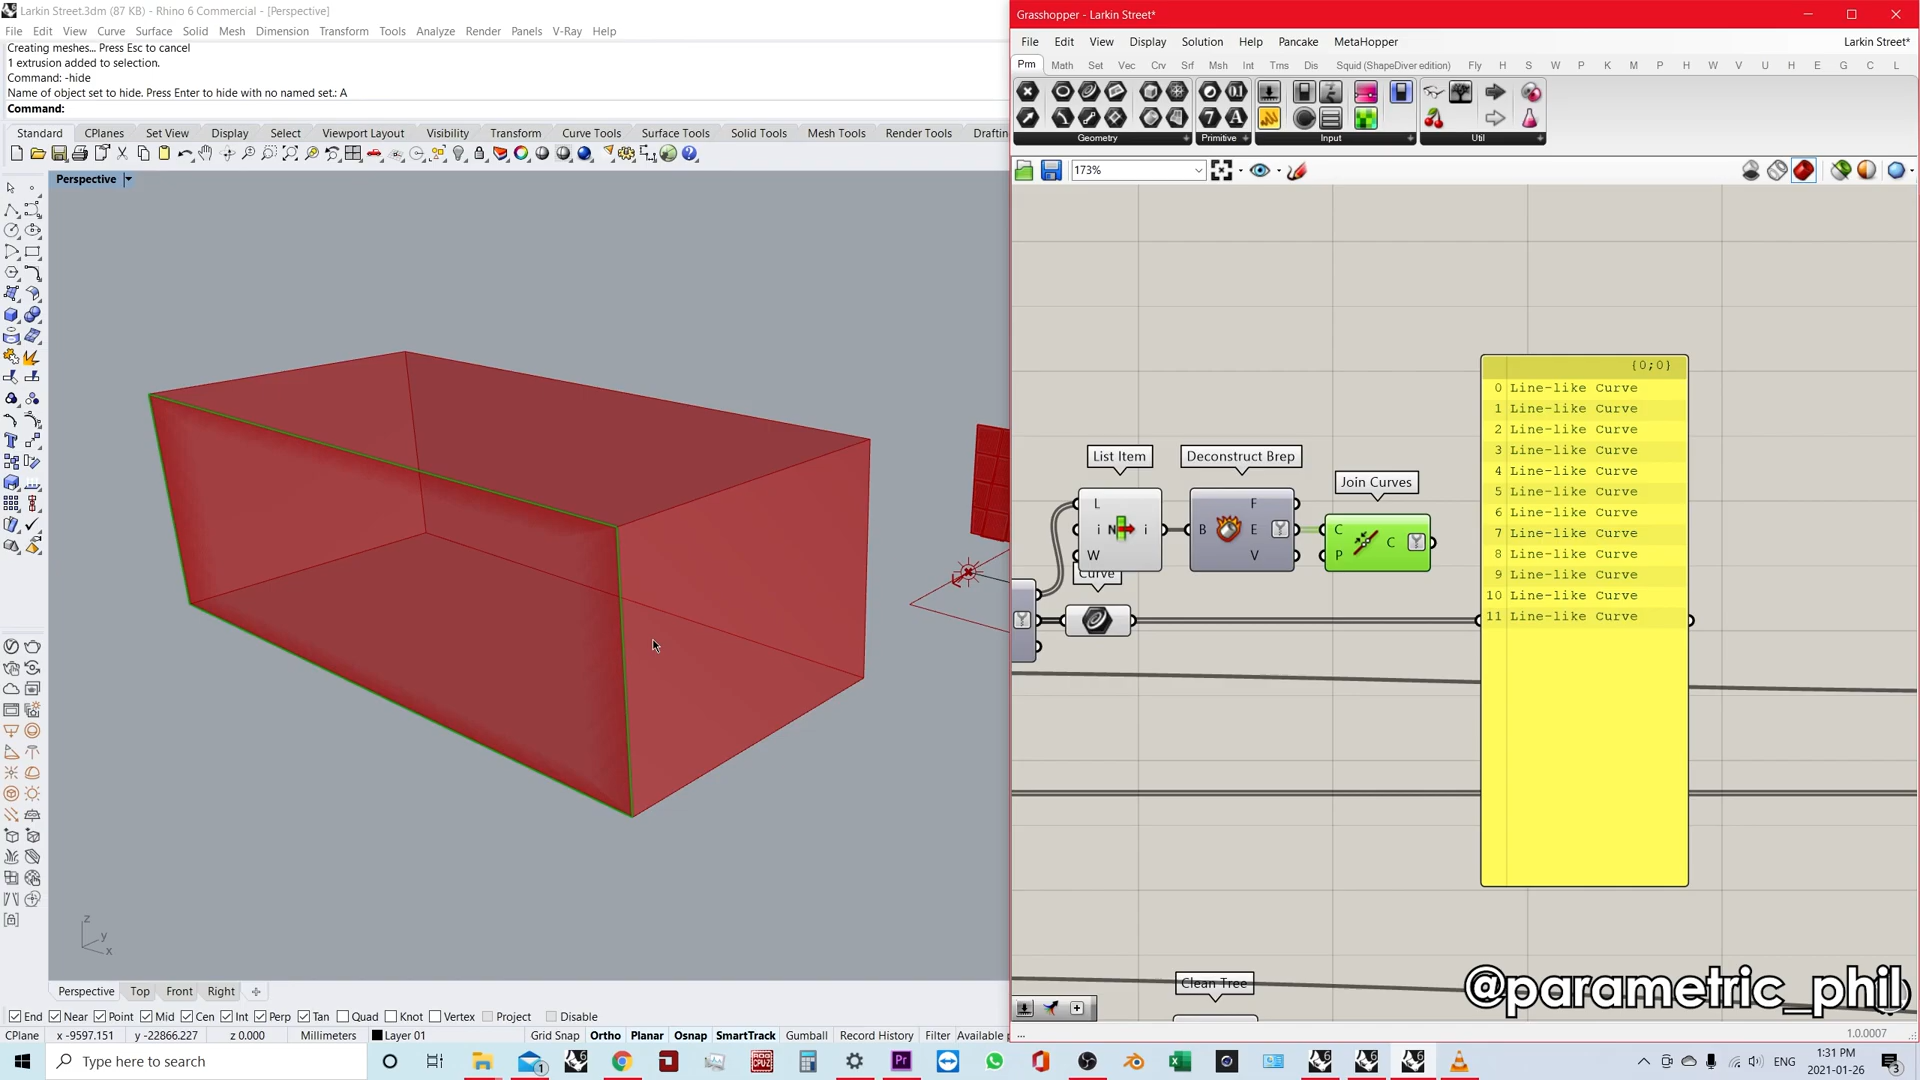 Larkin Street.3dm (87 KB) - Rhino 6 Commercial - [Perspective]
File Edit View Curve Surface Solid Mesh Dimension Transform Tools Analyze Render Panels V-Ray Help
Creating meshes... Press Esc to cancel
1 extrusion added to selection.
Command: -hide
Name of object set to hide. Press Enter to hide with no named set.: A
Command:
Standard CPlanes Set View Display Select Viewport Layout Visibility Transform Curve Tools Surface Tools Solid Tools Mesh Tools Render Tools Draftin
Perspective
z
y
x
Perspective Top Front Right
End Near Point Mid Cen Int Perp Tan Quad Knot Vertex Project Disable
CPlane x -9597.151 y -22866.227 z 0.000 Millimeters Layer 01 Grid Snap Ortho Planar Osnap SmartTrack Gumball Record History Filter Available p
Grasshopper - Larkin Street*
File Edit View Display Solution Help Pancake MetaHopper Larkin Street*
Prm Math Set Vec Crv Srf Msh Int Trns Dis Squid (ShapeDiver edition) Fly H S W P K M P H W V U H E G C L
Geometry Primitive Input Util
173%
{0;0}
0 Line-like Curve
1 Line-like Curve
2 Line-like Curve
3 Line-like Curve
4 Line-like Curve
5 Line-like Curve
6 Line-like Curve
7 Line-like Curve
8 Line-like Curve
9 Line-like Curve
10 Line-like Curve
11 Line-like Curve
List Item Deconstruct Brep
Join Curves
L
i N i
W
B F
E
V
C
P
C
Curve
Clean Tree
@parametric_phil
1.0.0007
Type here to search
ENG
1:31 PM
2021-01-26